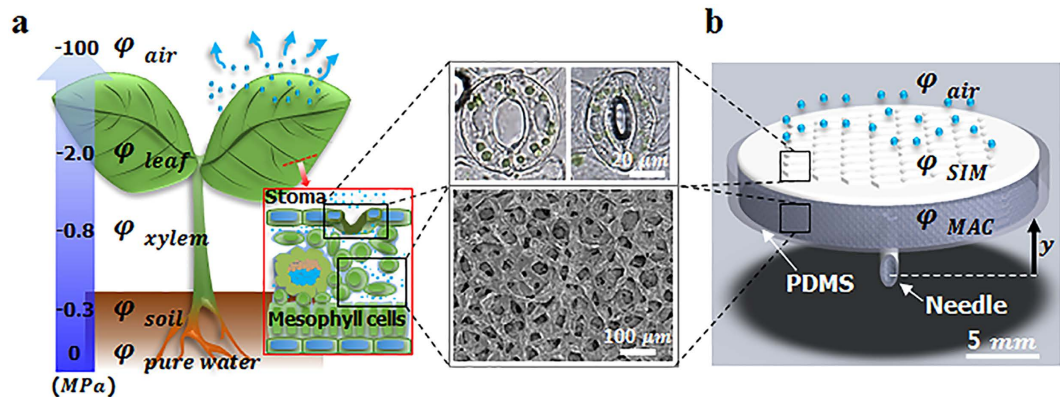 a
b
-100
φ air
-2.0
φ leaf
-0.8
φ xylem
-0.3
φ soil
0
φ pure water
(MPa)
Stoma
Mesophyll cells
20 μm
100 μm
φ air
φ SIM
φ MAC
y
PDMS
Needle
5 mm